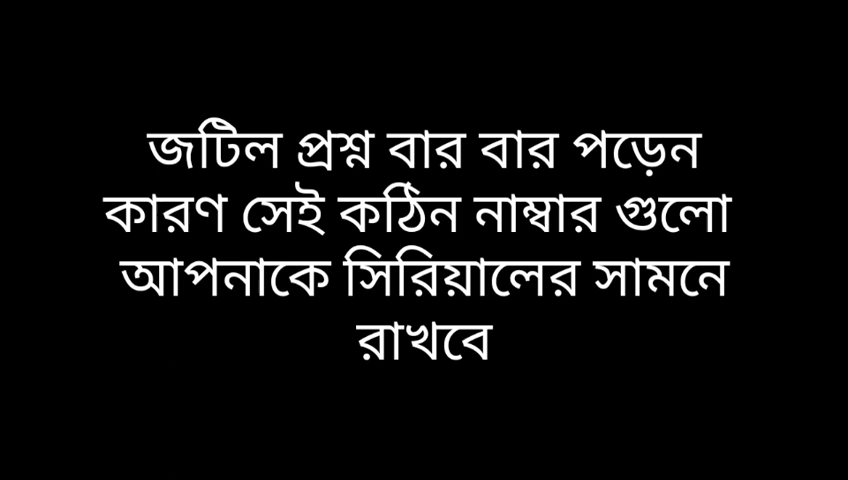 জটিল প্রশ্ন বার বার পড়েন
কারণ সেই কঠিন নাম্বার গুলো
আপনাকে সিরিয়ালের সামনে
রাখবে